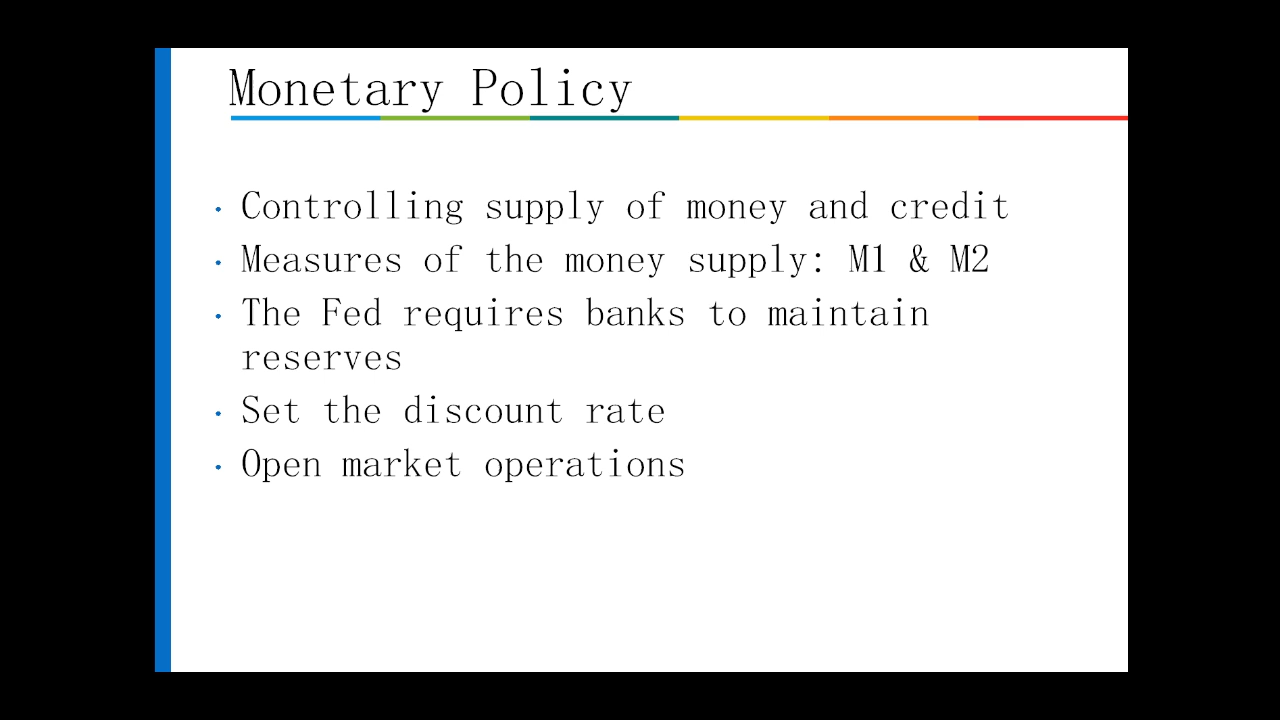 Monetary Policy
• Controlling supply of money and credit
• Measures of the money supply: M1 & M2
• The Fed requires banks to maintain
reserves
• Set the discount rate
• Open market operations